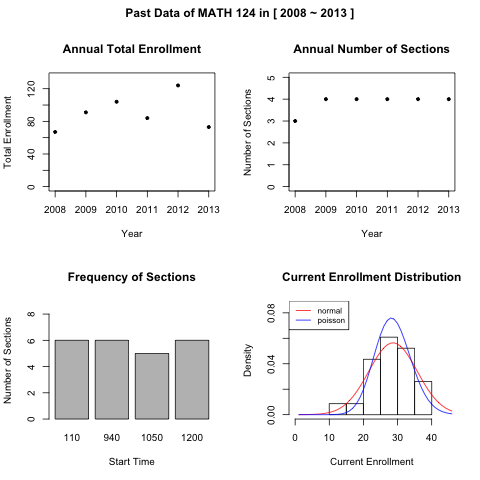 Past Data of MATH 124 in [ 2008 ~ 2013 ]
Annual Total Enrollment
Total Enrollment
0 40 80 120
2008 2009 2010 2011 2012 2013
Year
Annual Number of Sections
Number of Sections
0 1 2 3 4 5
2008 2009 2010 2011 2012 2013
Year
Frequency of Sections
Number of Sections
0 2 4 6 8
110 940 1050 1200
Start Time
Current Enrollment Distribution
normal
poisson
Density
0.00 0.04 0.08
0 10 20 30 40
Current Enrollment